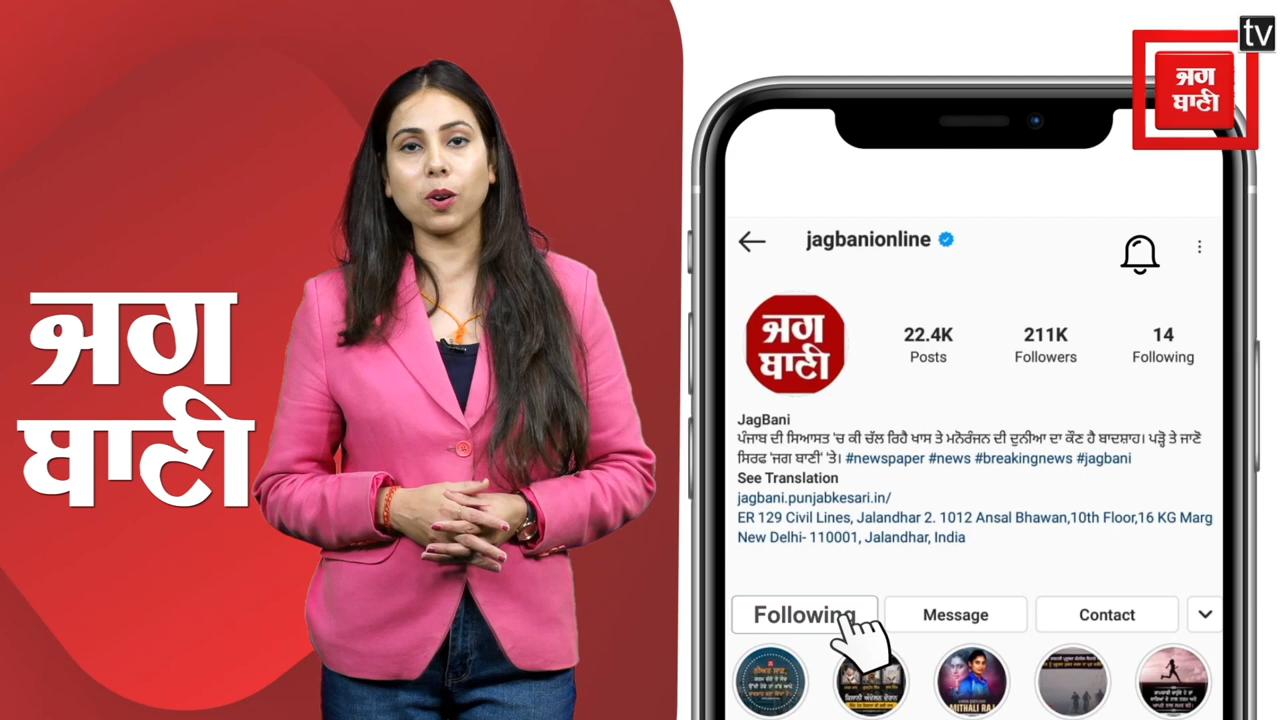 tv
ਜਗ
ਬਾਣੀ
ਜਗ
ਬਾਣੀ
jagbanionline
ਜਗ
ਬਾਣੀ
22.4K
Posts
211K
Followers
14
Following
JagBani
ਪੰਜਾਬ ਦੀ ਸਿਆਸਤ 'ਚ ਕੀ ਚੱਲ ਰਿਹੈ ਖਾਸ ਤੇ ਮਨੋਰੰਜਨ ਦੀ ਦੁਨੀਆ ਦਾ ਕੌਣ ਹੈ ਬਾਦਸ਼ਾਹ। ਪੜ੍ਹੋ ਤੇ ਜਾਣੋ
ਸਿਰਫ 'ਜਗ ਬਾਣੀ' 'ਤੇ। #newspaper #news #breakingnews #jagbani
See Translation
jagbani.punjabkesari.in/
ER 129 Civil Lines, Jalandhar 2. 1012 Ansal Bhawan,10th Floor,16 KG Marg
New Delhi- 110001, Jalandhar, India
Following
Message
Contact
MITHALI RAJ